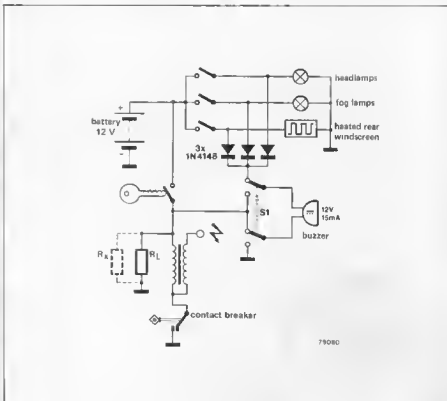 headlamps
+
battery
12 V
-
fog lamps
heated rear
windscreen
3x
1N4148
S1
12V
15mA
buzzer
RX
RL
contact breaker
79080